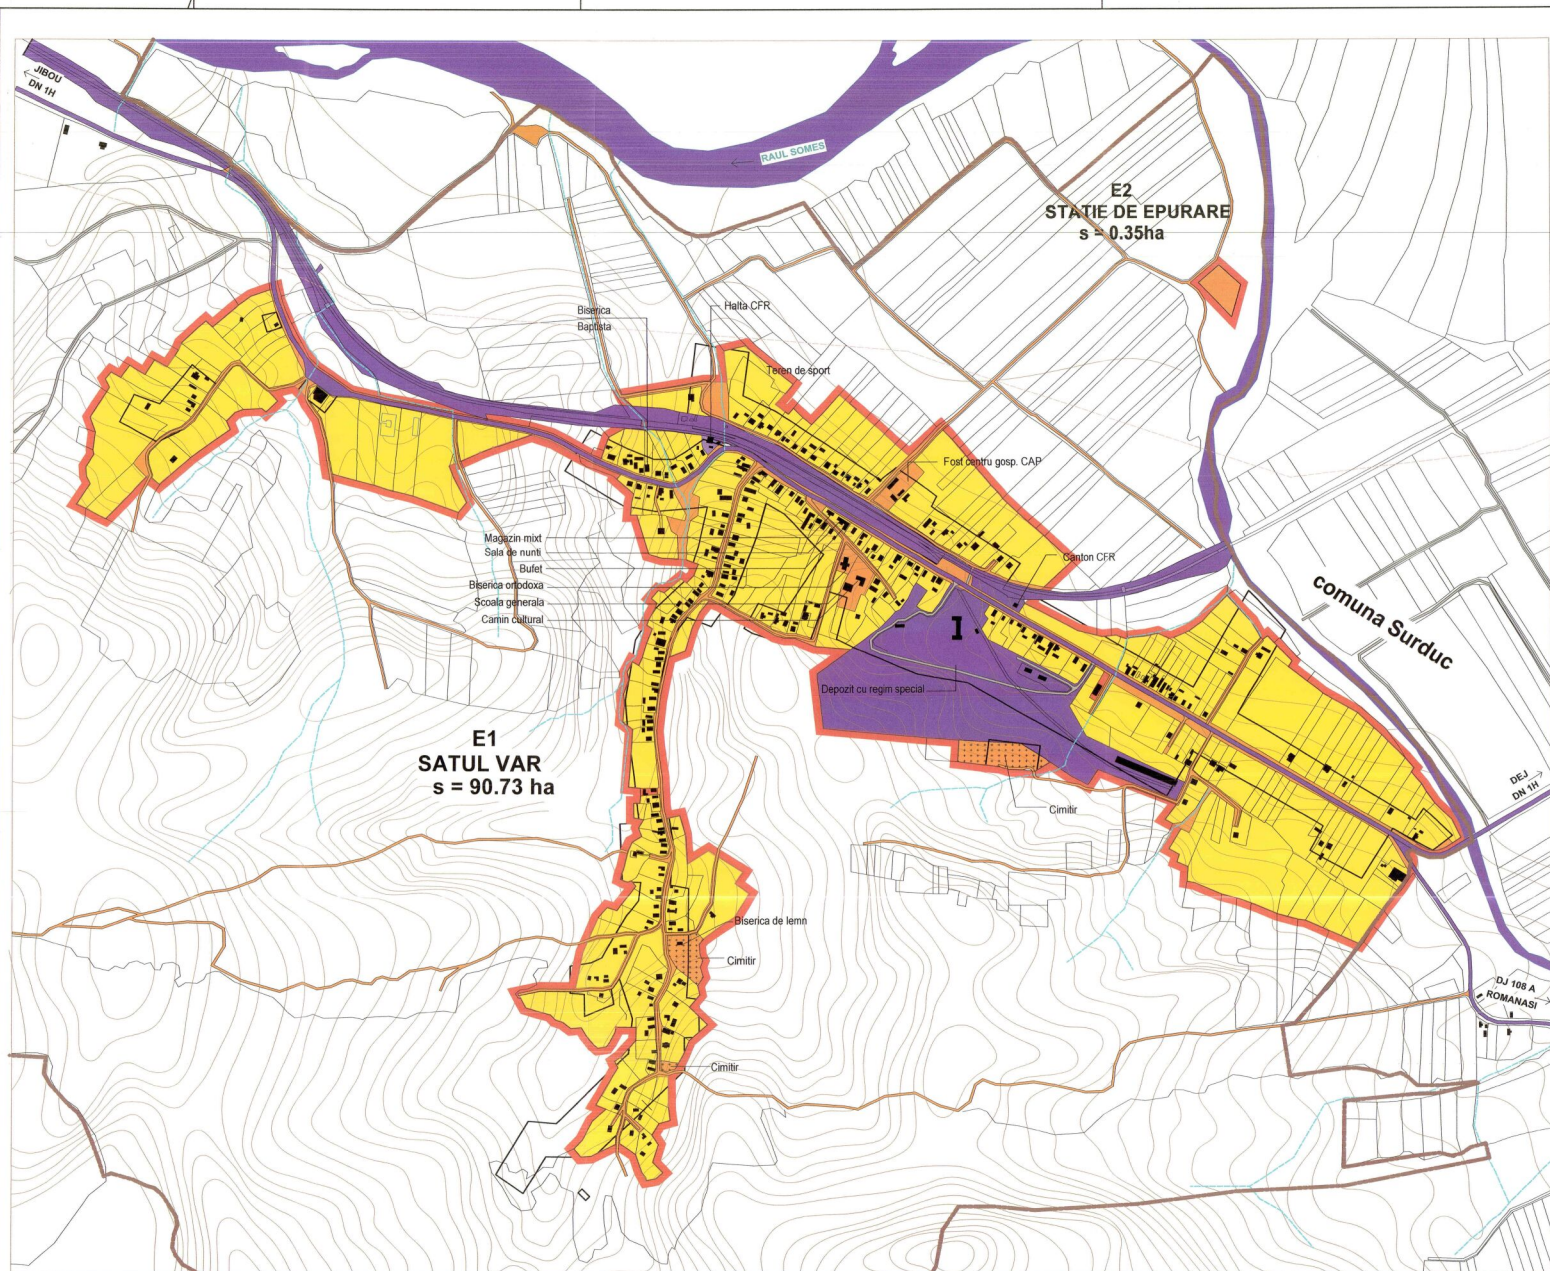 JIBOU
DN 1H
RAUL SOMES
E2
STATIE DE EPURARE
s = 0.35ha
Biserica
Baptista
Halta CFR
Teren de sport
Fost centru gosp. CAP
Magazin mixt
Sala de nunti
Bufet
Biserica ortodoxa
Scoala generala
Camin cultural
Canton CFR
comuna Surduc
I
Depozit cu regim special
E1
SATUL VAR
s = 90.73 ha
DEJ
DN 1H
Cimitir
Biserica de lemn
Cimitir
DJ 108 A
ROMANASI
Cimitir